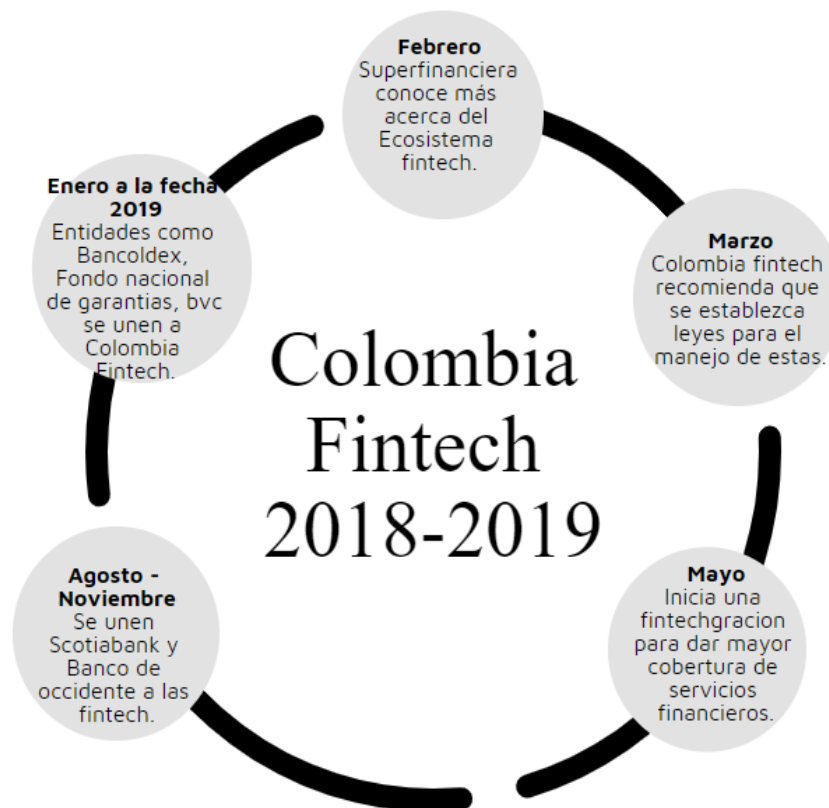 Febrero
Superfinanciera
conoce más
acerca del
Ecosistema
fintech.
Marzo
Colombia fintech
recomienda que
se establezca
leyes para el
manejo de estas.
Mayo
Inicia una
fintechgracion
para dar mayor
cobertura de
servicios
financieros.
Agosto -
Noviembre
Se unen
Scotiabank y
Banco de
occidente a las
fintech.
Enero a la fecha
2019
Entidades como
Bancoldex,
Fondo nacional
de garantias, bvc
se unen a
Colombia
Fintech.
Colombia
Fintech
2018-2019